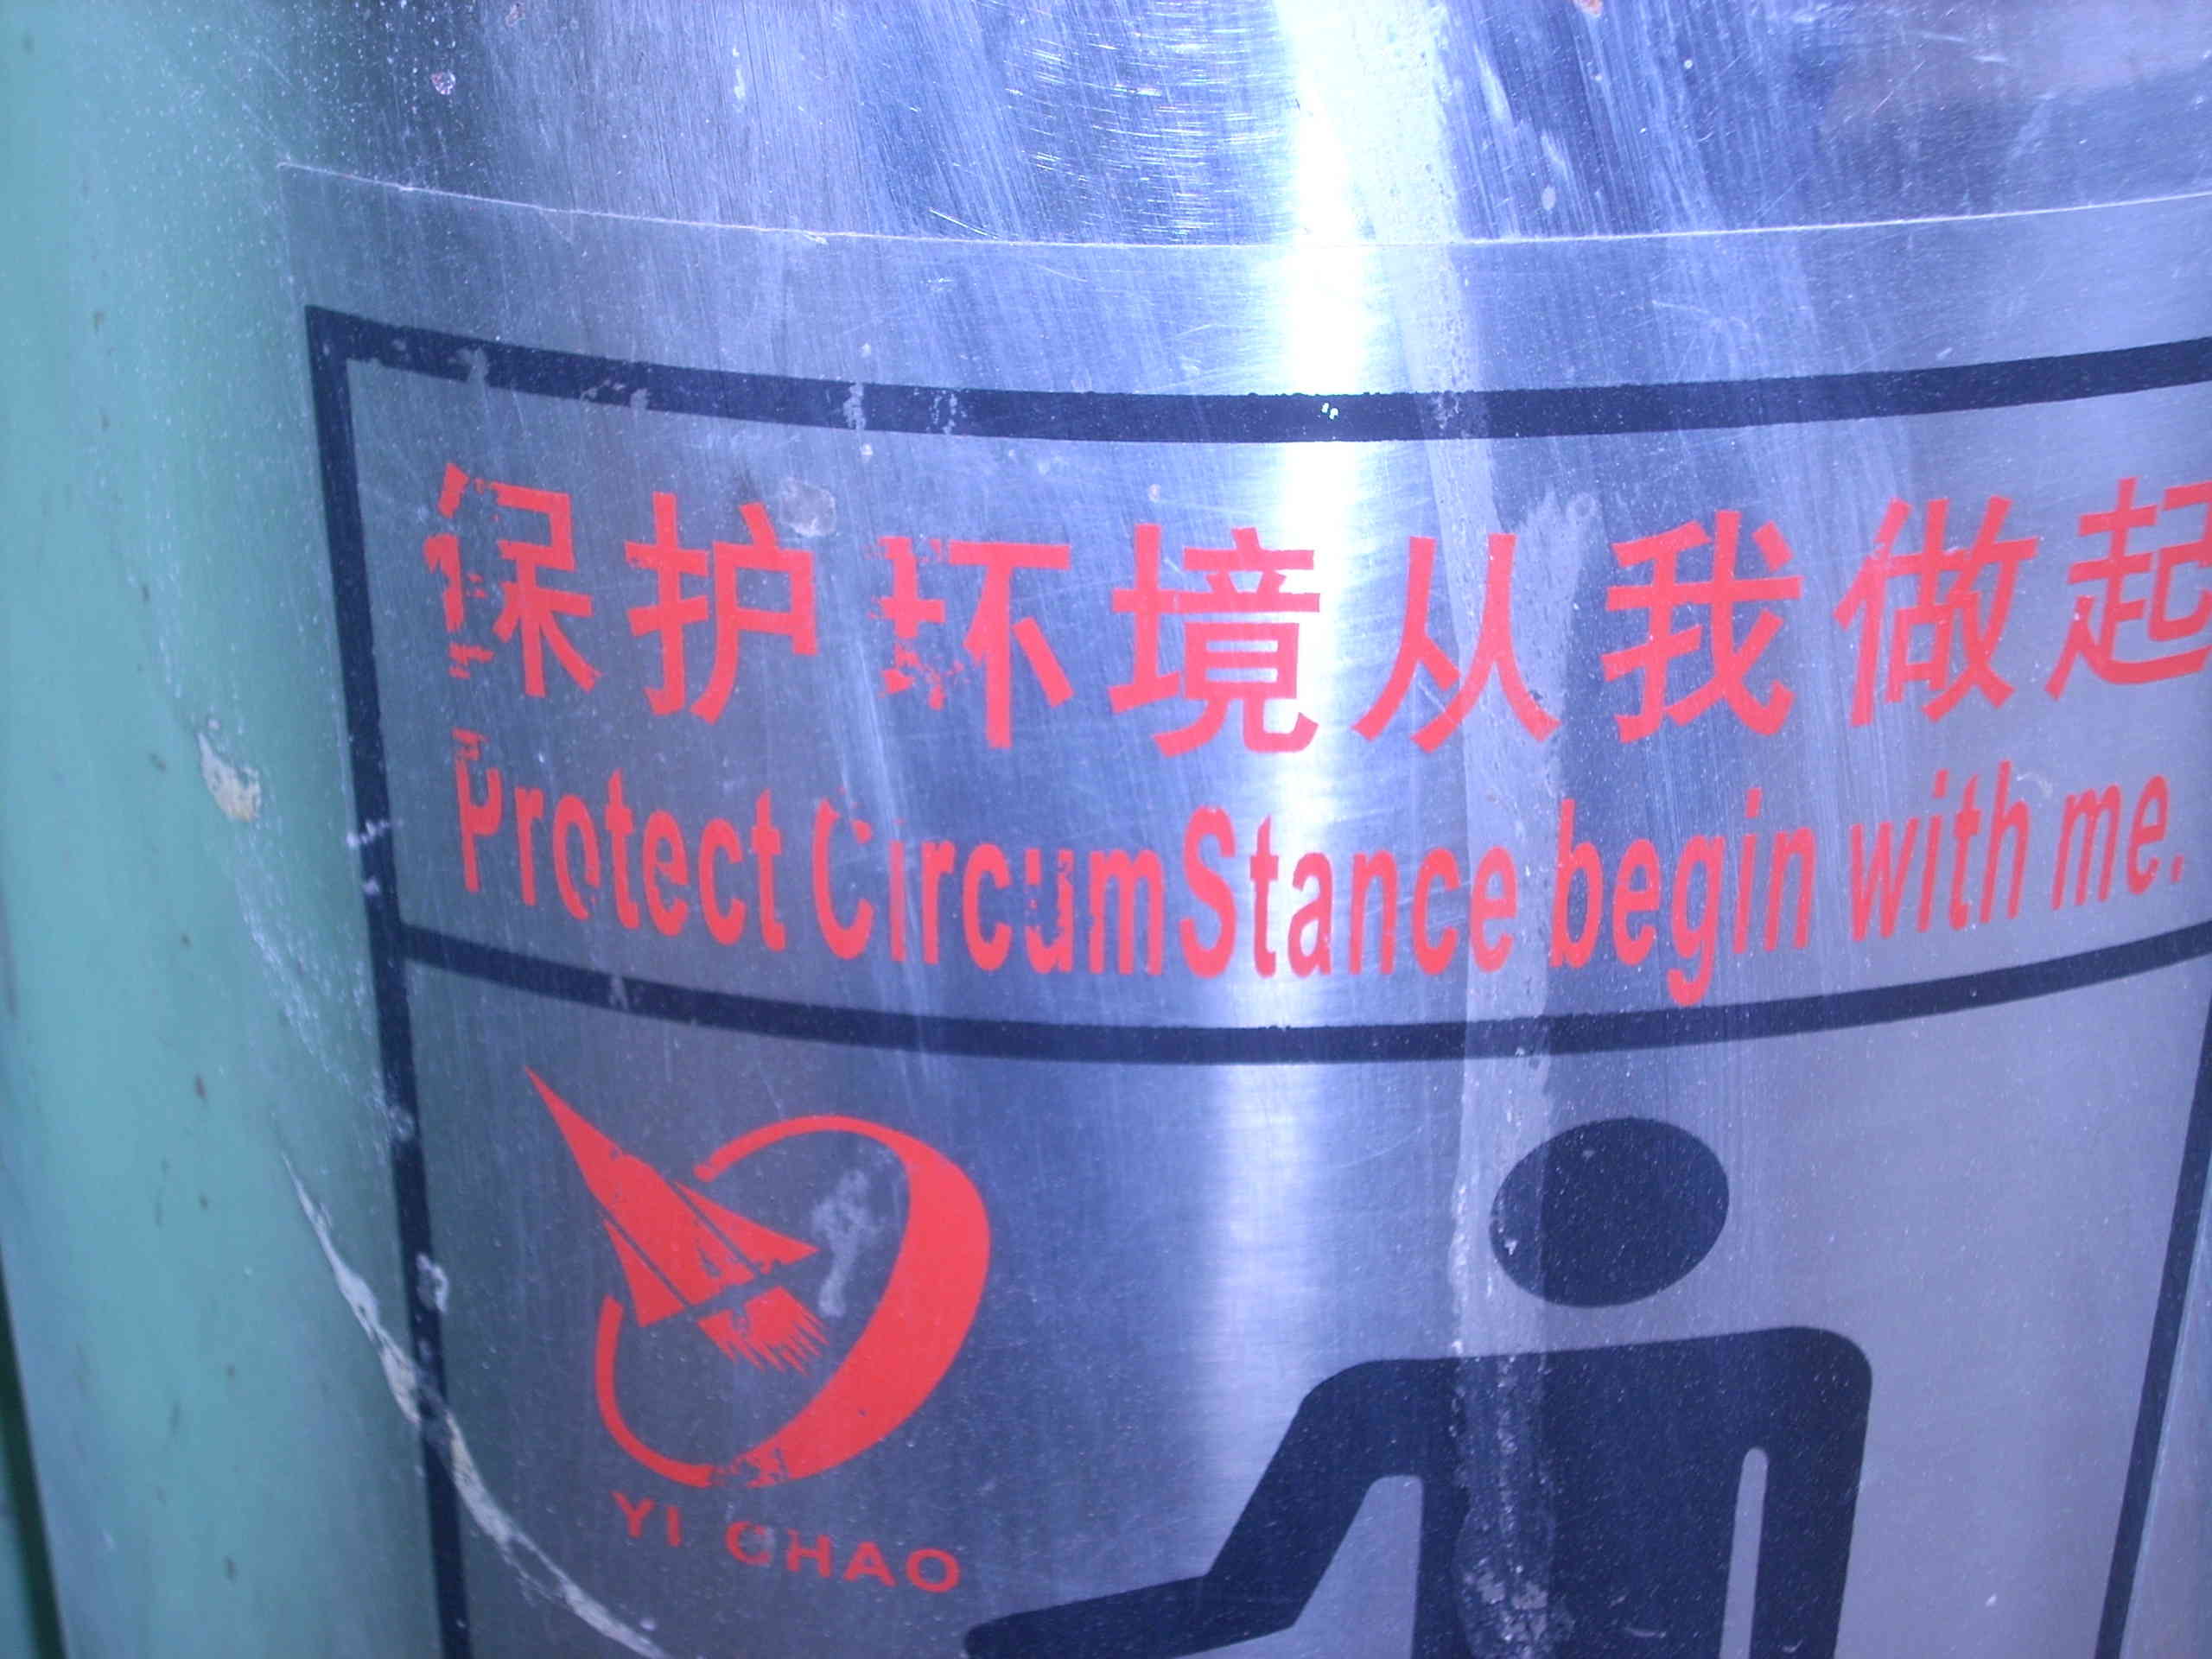 保护环境从我做起
Protect CircumStance begin with me.
YI CHAO